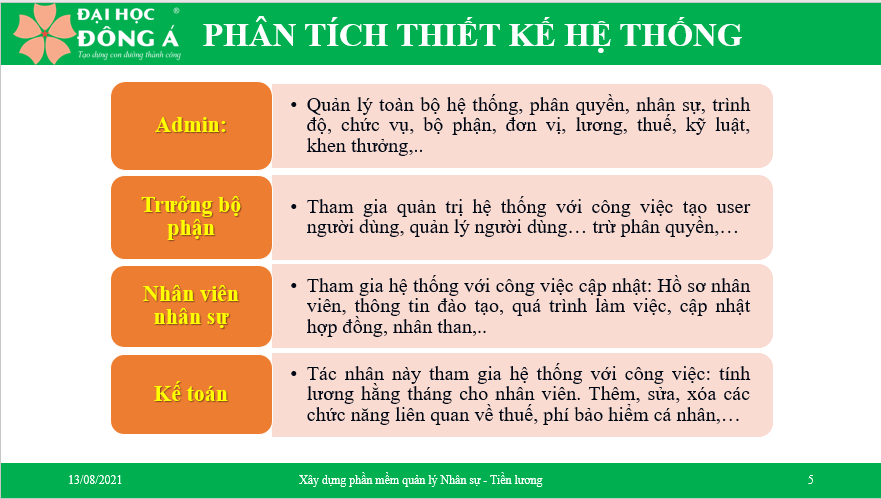 ĐẠI HỌC
ĐÔNG Á
Tạo dựng con đường thành công
PHÂN TÍCH THIẾT KẾ HỆ THỐNG
Admin:
• Quản lý toàn bộ hệ thống, phân quyền, nhân sự, trình
độ, chức vụ, bộ phận, đơn vị, lương, thuế, kỹ luật,
khen thưởng,..
Trưởng bộ
phận
• Tham gia quản trị hệ thống với công việc tạo user
người dùng, quản lý người dùng… trừ phân quyền,…
Nhân viên
nhân sự
• Tham gia hệ thống với công việc cập nhật: Hồ sơ nhân
viên, thông tin đào tạo, quá trình làm việc, cập nhật
hợp đồng, nhân than,..
Kế toán
• Tác nhân này tham gia hệ thống với công việc: tính
lương hằng tháng cho nhân viên. Thêm, sửa, xóa các
chức năng liên quan về thuế, phí bảo hiểm cá nhân,…
13/08/2021
Xây dựng phần mềm quản lý Nhân sự - Tiền lương
5